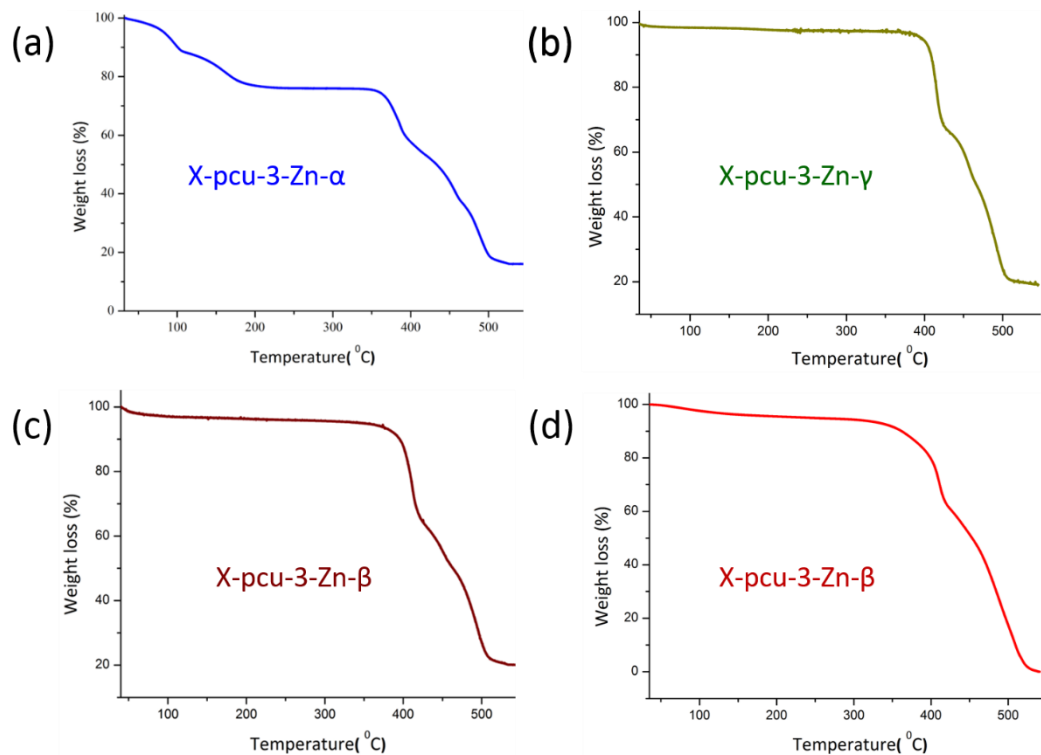 (a)
100
80
60
40
20
0
Weight loss (%)
X-pcu-3-Zn-α
100
200
300
400
500
Temperature( ⁰C)
(b)
100
80
60
40
20
Weight loss (%)
X-pcu-3-Zn-γ
100
200
300
400
500
Temperature( ⁰C)
(c)
100
80
60
40
20
Weight loss (%)
X-pcu-3-Zn-β
100
200
300
400
500
Temperature( ⁰C)
(d)
100
80
60
40
20
0
Weight loss (%)
X-pcu-3-Zn-β
100
200
300
400
500
Temperature( ⁰C)